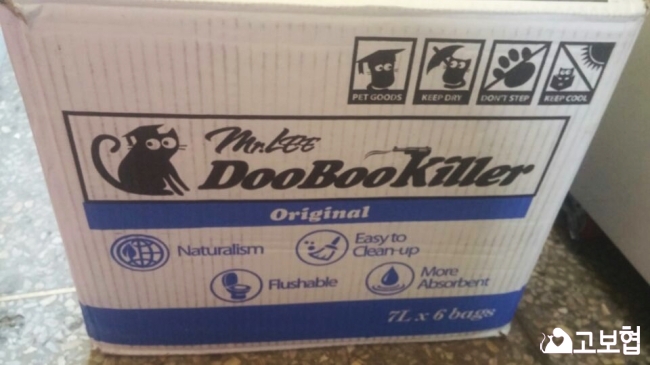 PET GOODS
KEEP DRY
DON'T STEP
KEEP COOL
Mr.LEE
DooBooKiller
Original
Naturalism
Easy to
Clean-up
Flushable
More
Absorbent
7L x 6 bags
고보협